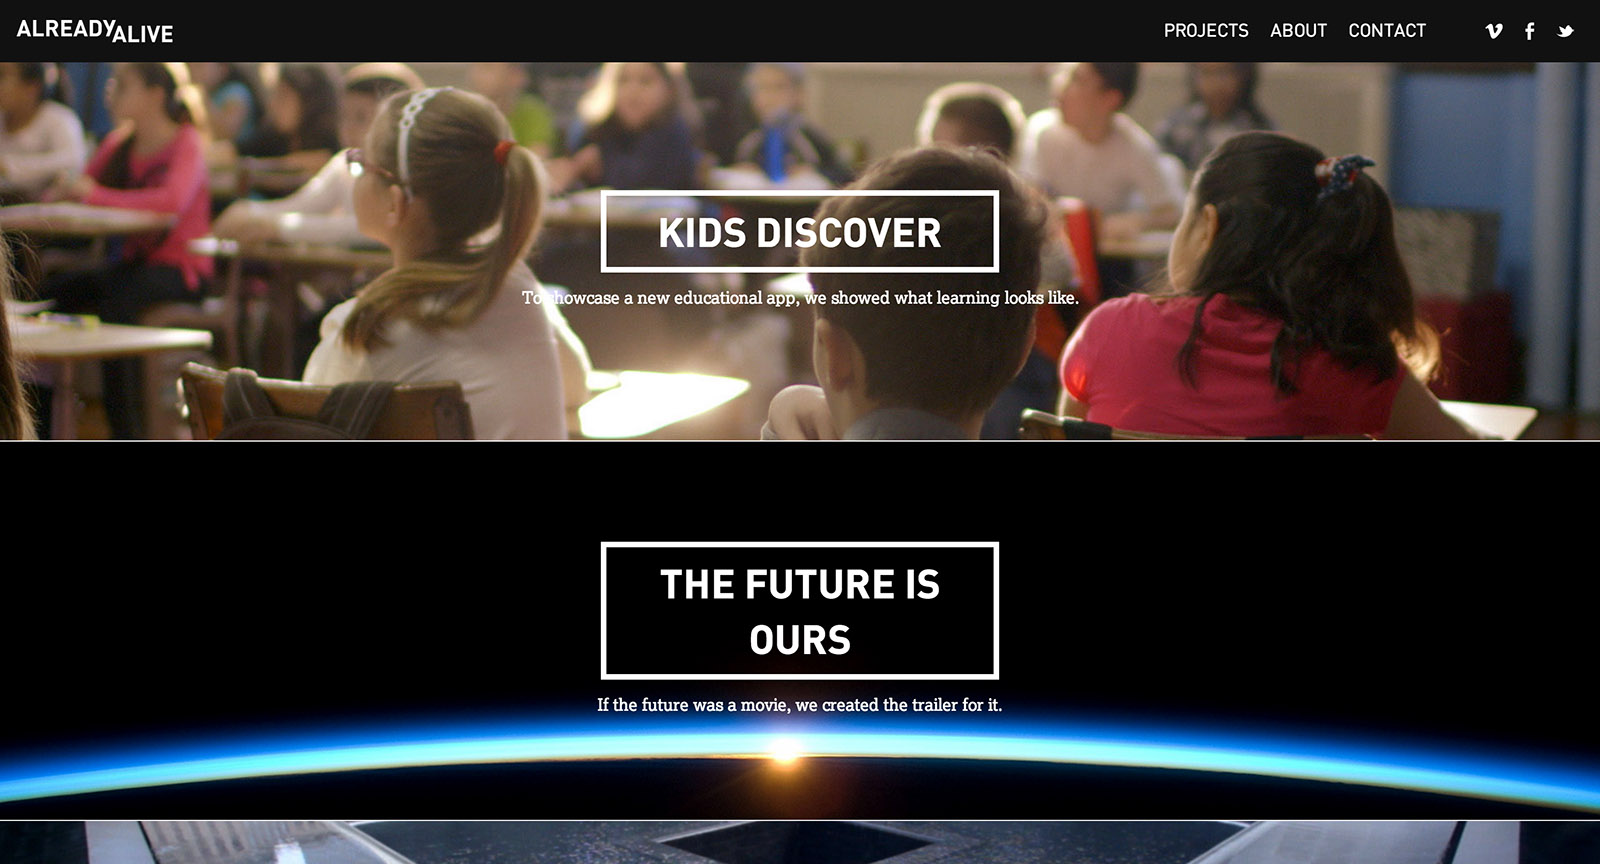 ALREADYALIVE
PROJECTS ABOUT CONTACT
KIDS DISCOVER
To showcase a new educational app, we showed what learning looks like.
THE FUTURE IS
OURS
If the future was a movie, we created the trailer for it.